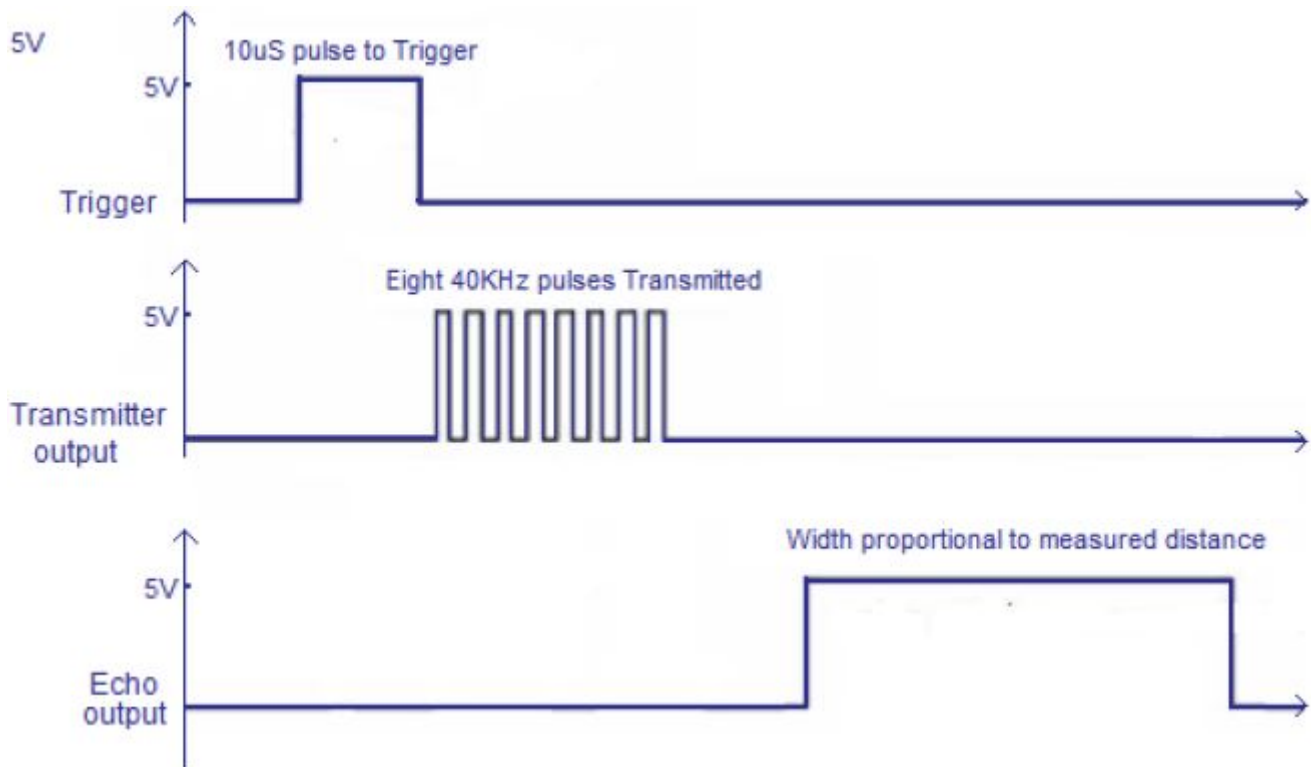 5V
10uS pulse to Trigger
5V
Trigger
Eight 40KHz pulses Transmitted
5V
Transmitter
output
Width proportional to measured distance
5V
Echo
output